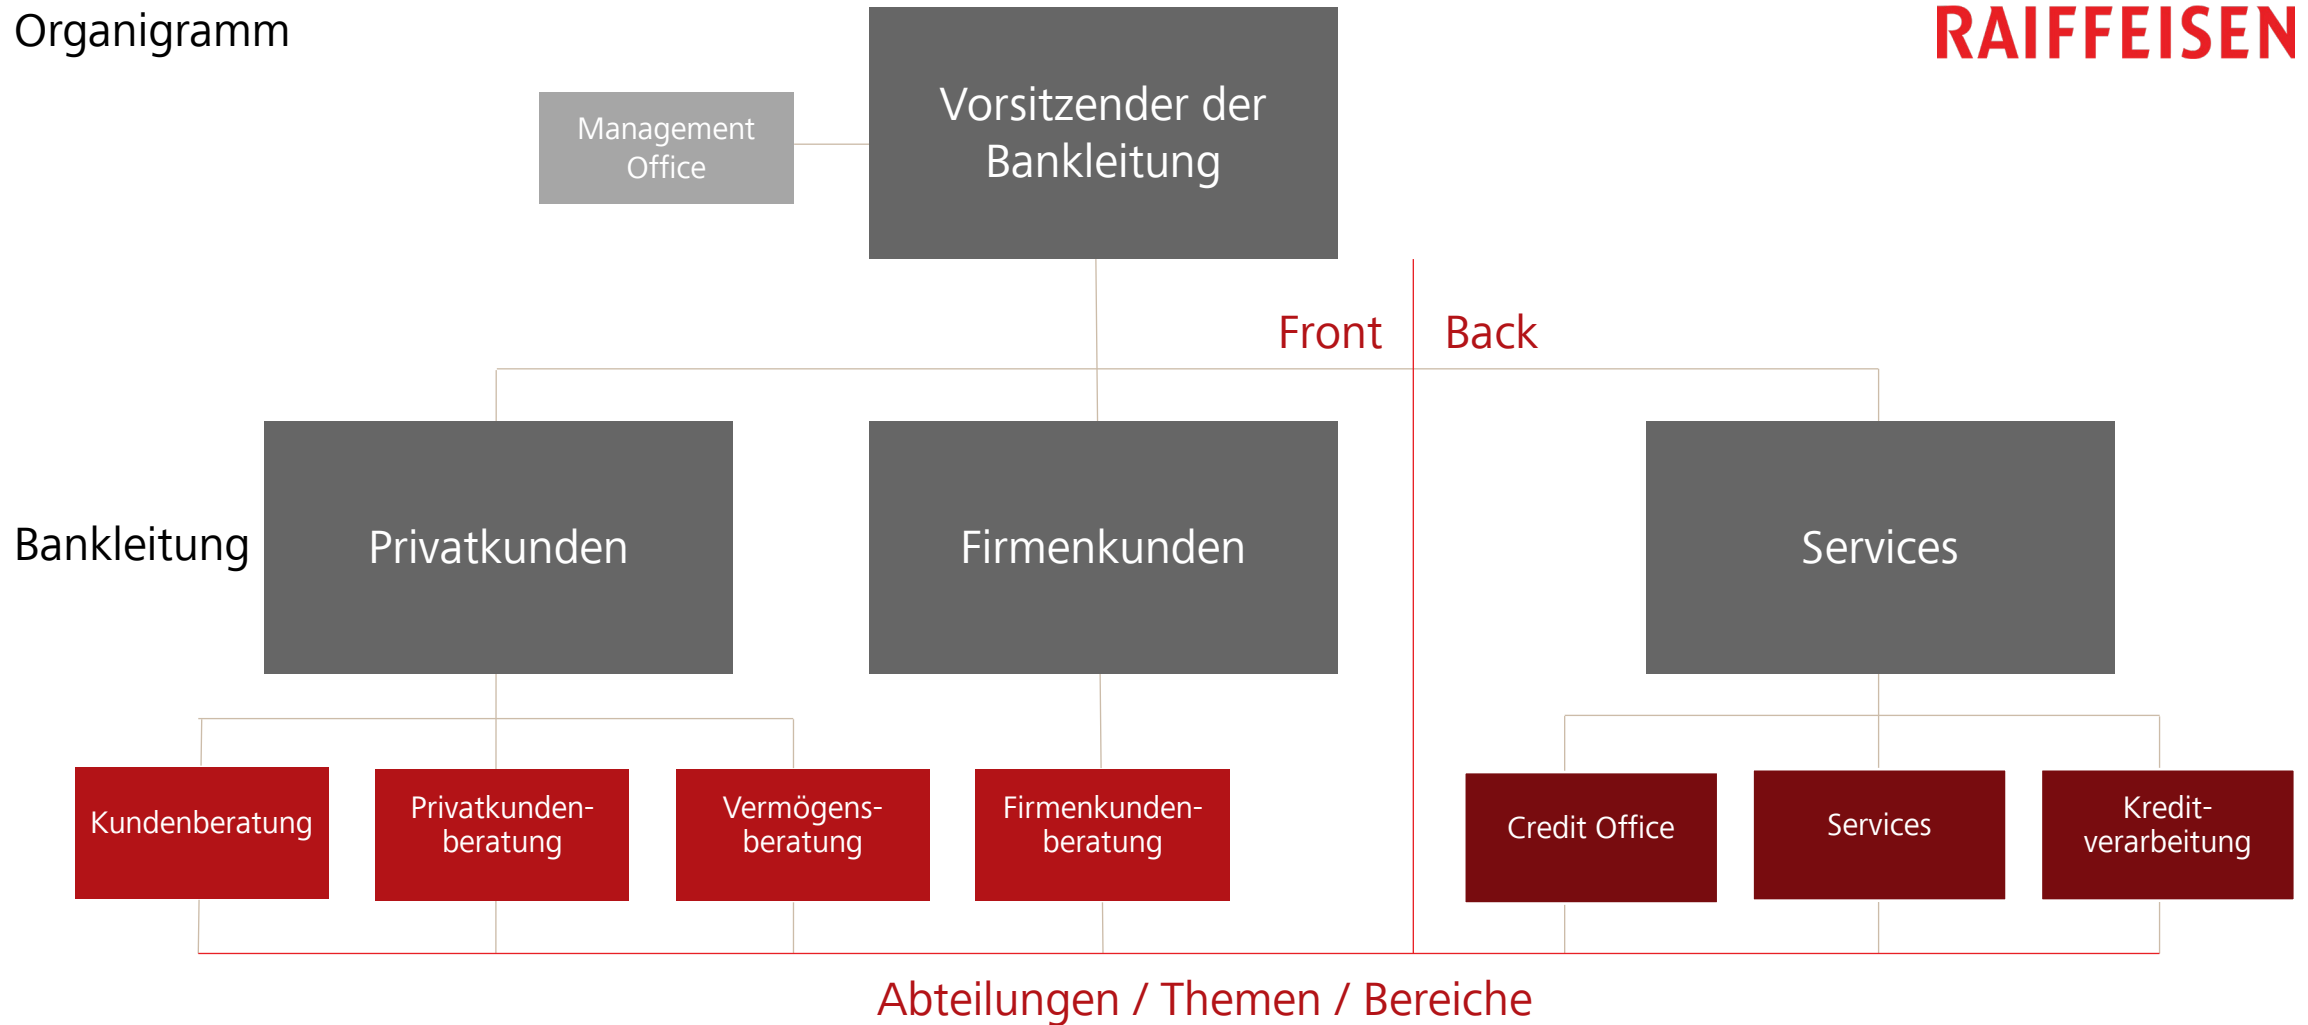 Organigramm
RAIFFEISEN
Vorsitzender der
Bankleitung
Management
Office
Front
Back
Bankleitung
Privatkunden
Firmenkunden
Services
Kundenberatung
Privatkunden-
beratung
Vermögens-
beratung
Firmenkunden-
beratung
Credit Office
Services
Kredit-
verarbeitung
Abteilungen / Themen / Bereiche